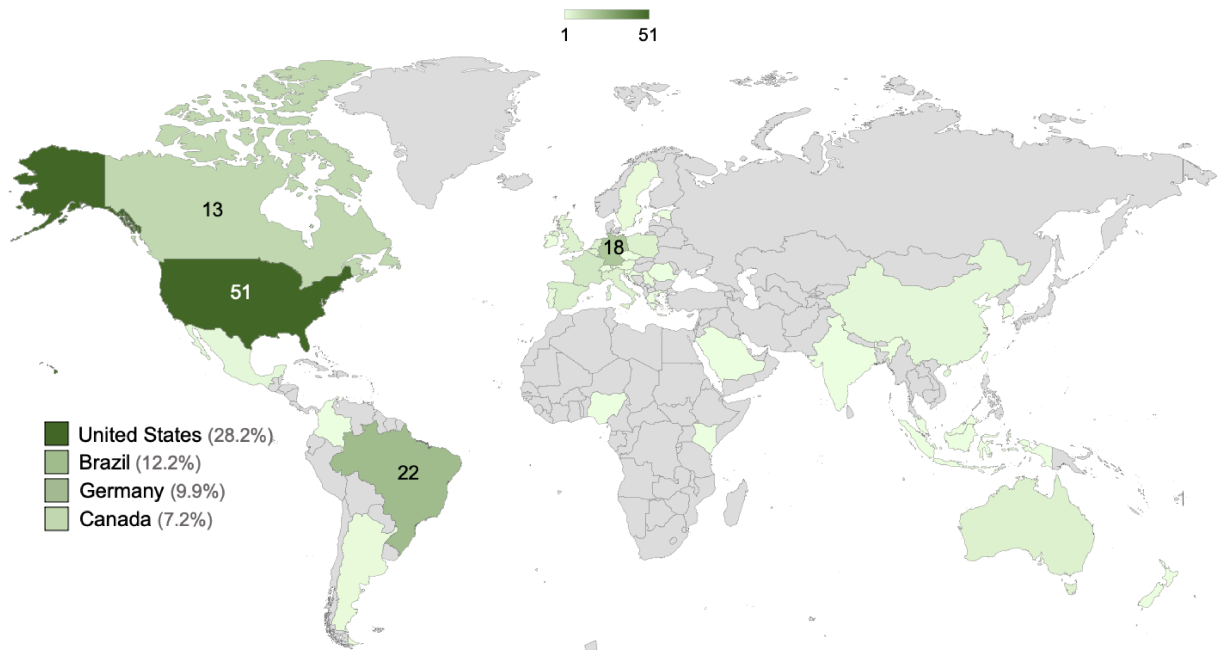 1 51
13
18
51
22
United States (28.2%)
Brazil (12.2%)
Germany (9.9%)
Canada (7.2%)